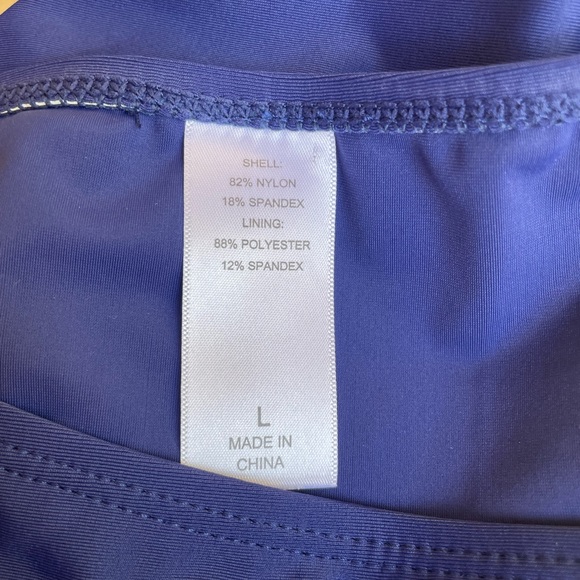 SHELL:
82% NYLON
18% SPANDEX
LINING:
88% POLYESTER
12% SPANDEX
L
MADE IN
CHINA